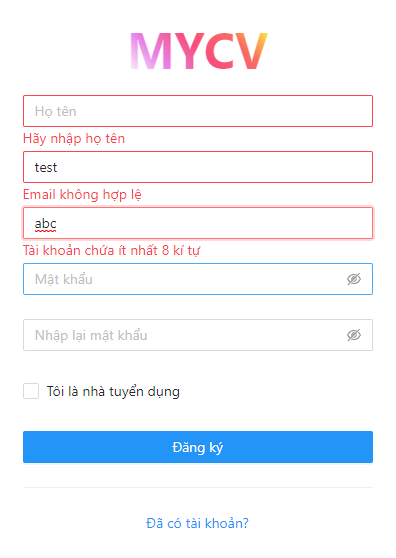 MYCV
Họ tên
Hãy nhập họ tên
test
Email không hợp lệ
abc
Tài khoản chứa ít nhất 8 kí tự
Mật khẩu
Nhập lại mật khẩu
Tôi là nhà tuyển dụng
Đăng ký
Đã có tài khoản?